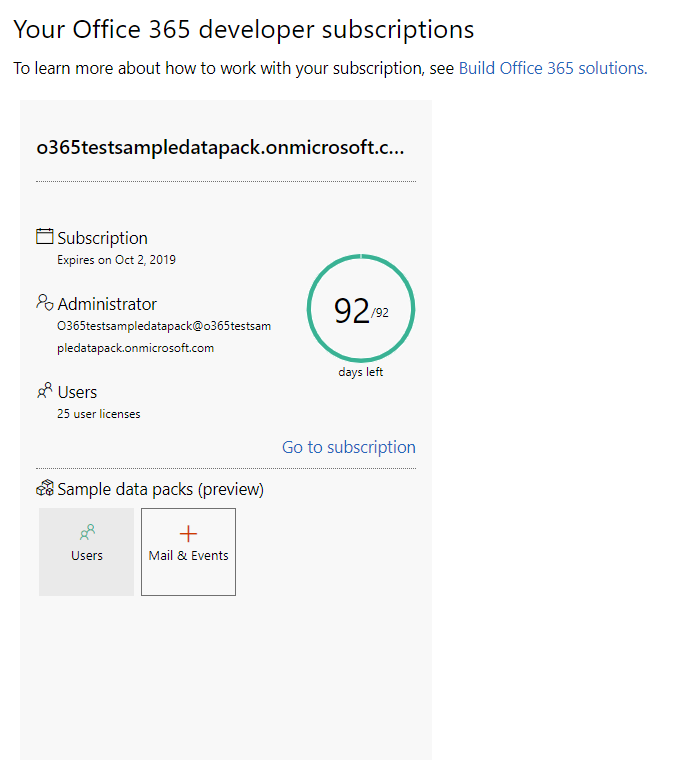 Your Office 365 developer subscriptions
To learn more about how to work with your subscription, see Build Office 365 solutions.
o365testsampledatapack.onmicrosoft.c...
Subscription
Expires on Oct 2, 2019
Administrator
O365testsampledatapack@o365testsam
pledatapack.onmicrosoft.com
92/92
days left
Users
25 user licenses
Go to subscription
Sample data packs (preview)
Users
Mail & Events